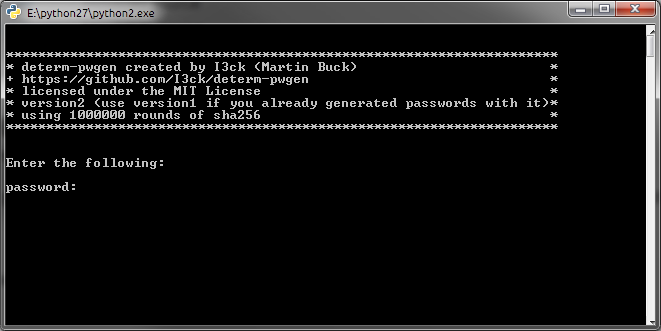 E:\python27\python2.exe
**********************************************************************
* determ-pwgen created by I3ck (Martin Buck) *
+ https://github.com/I3ck/determ-pwgen *
* licensed under the MIT License *
* version2 (use version1 if you already generated passwords with it)*
* using 1000000 rounds of sha256 *
**********************************************************************
Enter the following:
password: